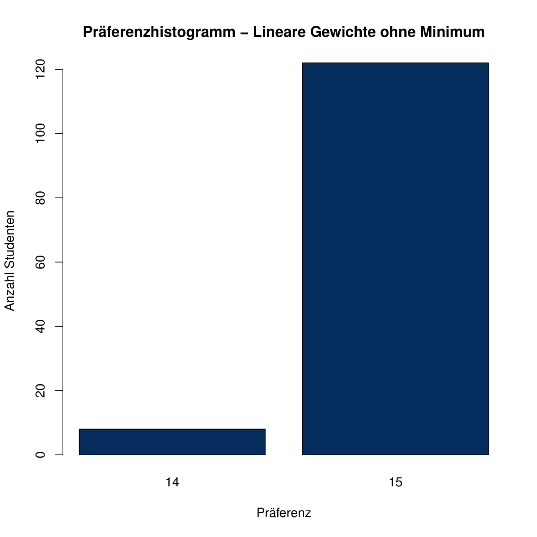 Präferenzhistogramm – Lineare Gewichte ohne Minimum
Anzahl Studenten
120
100
80
60
40
20
0
14 15
Präferenz